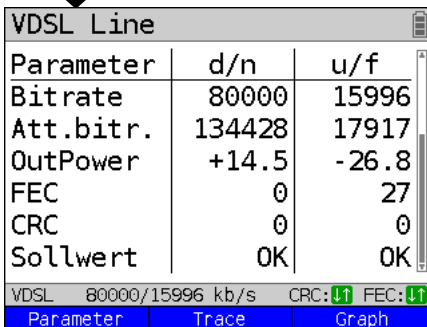 VDSL Line
Parameter d/n u/f
Bitrate 80000 15996
Att.bitr. 134428 17917
OutPower +14.5 -26.8
FEC 0 27
CRC 0 0
Sollwert OK OK
VDSL 80000/15996 kb/s CRC:↓↑ FEC:↓↑
Parameter Trace Graph